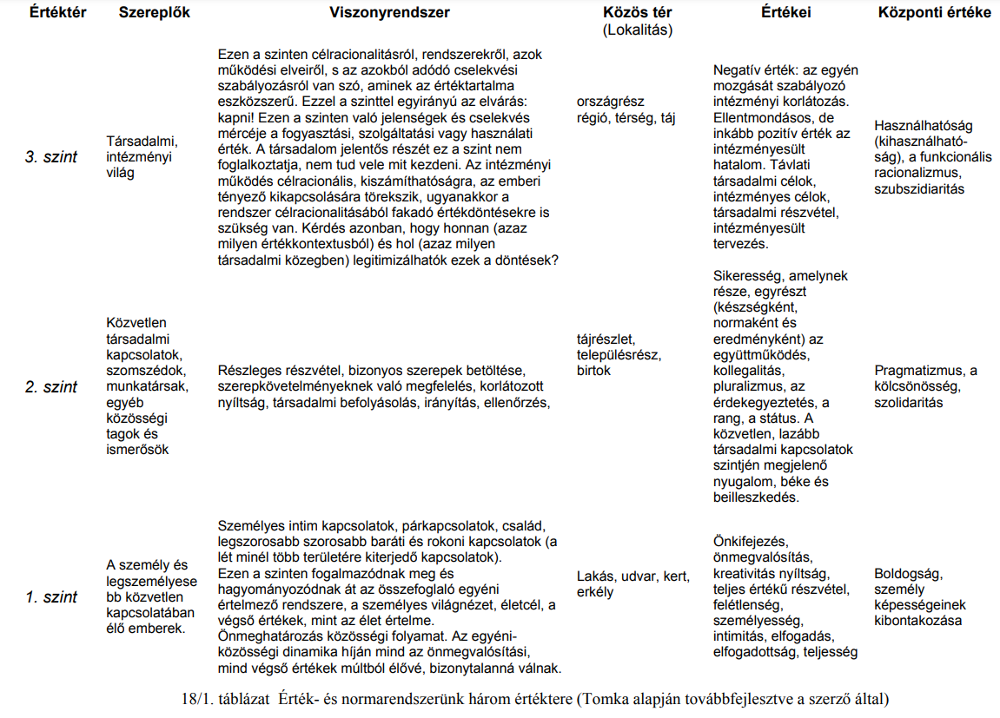 Értéktér Szereplők Viszonyrendszer Közös tér Értékei Központi értéke
(Lokalitás)
3. szint
Társadalmi,
intézményi
világ
Ezen a szinten célracionalitásról, rendszerekről, azok
működési elveiről, s az azokból adódó cselekvési
szabályozásról van szó, aminek az értéktartalma
eszközszerű. Ezzel a szinttel egyirányú az elvárás:
kapni! Ezen a szinten való jelenségek és cselekvés
mércéje a fogyasztási, szolgáltatási vagy használati
érték. A társadalom jelentős részét ez a szint nem
foglalkoztatja, nem tud vele mit kezdeni. Az intézményi
működés célracionális, kiszámíthatóságra, az emberi
tényező kikapcsolására törekszik, ugyanakkor a
rendszer célracionalitásából fakadó értékdöntésekre is
szükség van. Kérdés azonban, hogy honnan (azaz
milyen értékkontextusból) és hol (azaz milyen
társadalmi közegben) legitimizálhatók ezek a döntések?
országrész
régió, térség, táj
Negatív érték: az egyén
mozgását szabályozó
intézményi korlátozás.
Ellentmondásos, de
inkább pozitív érték az
intézményesült
hatalom. Távlati
társadalmi célok,
intézményes célok,
társadalmi részvétel,
intézményesült
tervezés.
Használhatóság
(kihasználható-
ság), a funkcionális
racionalizmus,
szubszidiaritás
2. szint
Közvetlen
társadalmi
kapcsolatok,
szomszédok,
munkatársak,
egyéb
közösségi
tagok és
ismerősök
Részleges részvétel, bizonyos szerepek betöltése,
szerepkövetelményeknek való megfelelés, korlátozott
nyíltság, társadalmi befolyásolás, irányítás, ellenőrzés,
tájrészlet,
településrész,
birtok
Sikeresség, amelynek
része, egyrészt
(készségként,
normaként és
eredményként) az
együttműködés,
kollegalitás,
pluralizmus, az
érdekegyeztetés, a
rang, a státus. A
közvetlen, lazább
társadalmi kapcsolatok
szintjén megjelenő
nyugalom, béke és
beilleszkedés.
Pragmatizmus, a
kölcsönösség,
szolidaritás
1. szint
A személy és
legszemélyese
bb közvetlen
kapcsolatában
élő emberek.
Személyes intim kapcsolatok, párkapcsolatok, család,
legszorosabb szorosabb baráti és rokoni kapcsolatok (a
lét minél több területére kiterjedő kapcsolatok).
Ezen a szinten fogalmazódnak meg és
hagyományozódnak át az összefoglaló egyéni
értelmező rendszere, a személyes világnézet, életcél, a
végső értékek, mint az élet értelme.
Önmeghatározás közösségi folyamat. Az egyéni-
közösségi dinamika híján mind az önmegvalósítási,
mind végső értékek múltból élővé, bizonytalanná válnak.
Lakás, udvar, kert,
erkély
Önkifejezés,
önmegvalósítás,
kreativitás nyíltság,
teljes értékű részvétel,
felétlenség,
személyesség,
intimitás, elfogadás,
elfogadottság, teljesség
Boldogság,
személy
képességeinek
kibontakozása
18/1. táblázat Érték- és normarendszerünk három értéktere (Tomka alapján továbbfejlesztve a szerző által)